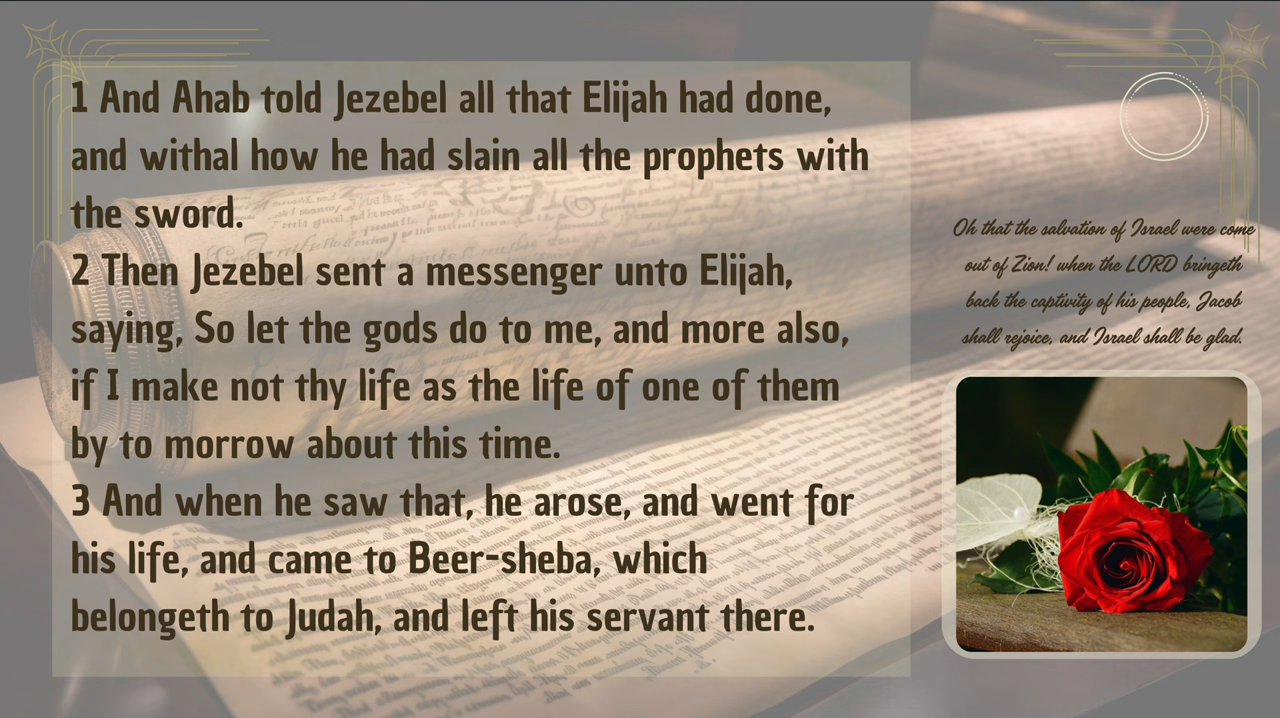 1 And Ahab told Jezebel all that Elijah had done,
and withal how he had slain all the prophets with
the sword.
2 Then Jezebel sent a messenger unto Elijah,
saying, So let the gods do to me, and more also,
if I make not thy life as the life of one of them
by to morrow about this time.
3 And when he saw that, he arose, and went for
his life, and came to Beer-sheba, which
belongeth to Judah, and left his servant there.
Oh that the salvation of Israel were come
out of Zion! when the LORD bringeth
back the captivity of his people, Jacob
shall rejoice, and Israel shall be glad.